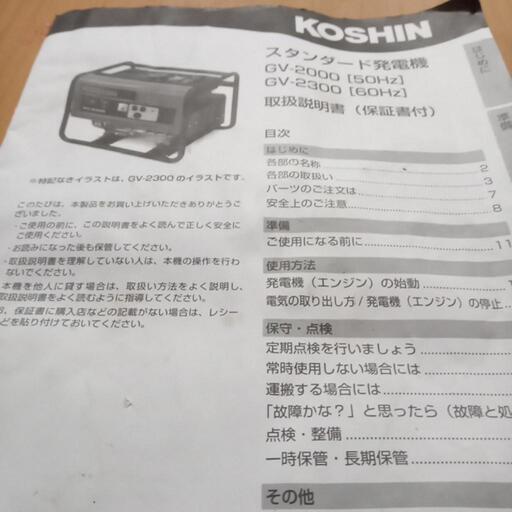 KOSHIN
スタンダード発電機
GV-2000 [50Hz]
GV-2300 [60Hz]
取扱説明書（保証書付）
※特記なきイラストは、GV-2300 のイラストです。
このたびは、本製品をお買い上げいただきありがとうご
ざいました。
・ご使用の前に、この説明書をよく読んで正しく安全に
ご使用ください。
・お読みになった後も保管してください。
・取扱説明書を理解していない人は、本機の操作を行わ
ないでください。
本機を他人に貸す場合は、取扱い方法をよく説明し、
取扱説明書をよく読むように指導してください。
保証書に購入店などの記載がない場合は、レシー
どを貼り付けておいてください。
目次
はじめに
各部の名称 2
各部の取扱い 3
パーツのご注文は 7
安全上のご注意 8
準備
ご使用になる前に 11
使用方法
発電機（エンジン）の始動
電気の取り出し方 / 発電機（エンジン）の停止
保守・点検
定期点検を行いましょう
常時使用しない場合には
運搬する場合には
「故障かな？」と思ったら（故障と処
点検・整備
一時保管・長期保管
その他
はじめに
準備